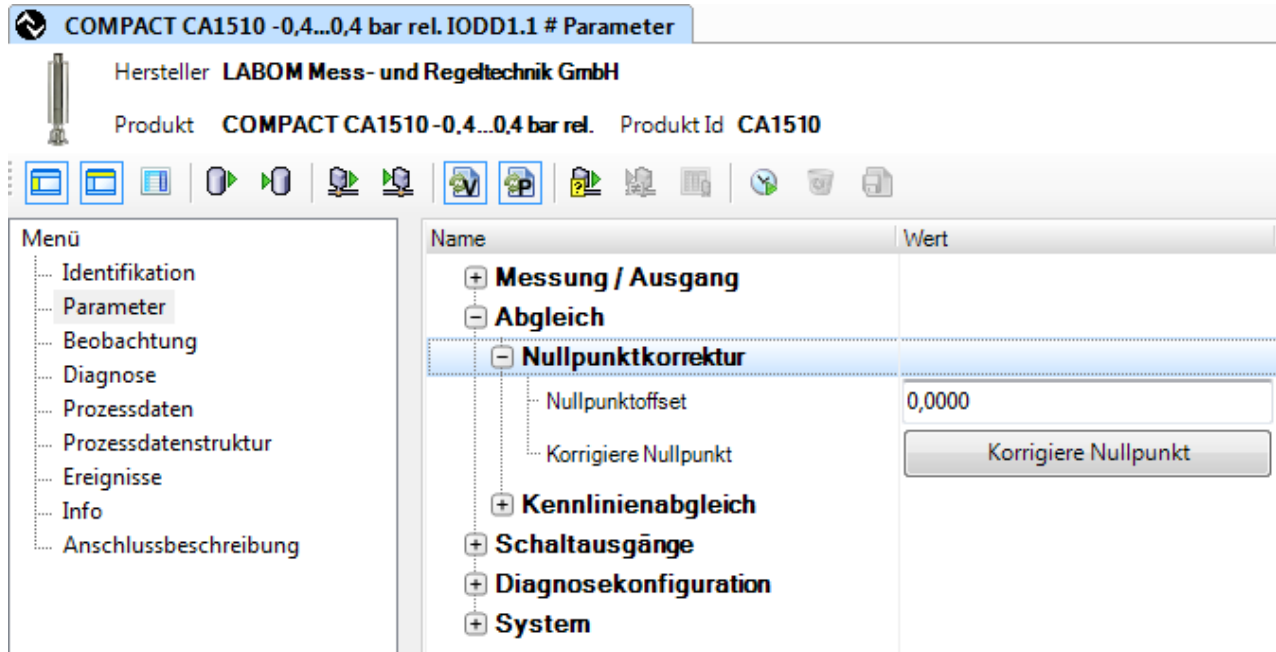 COMPACT CA1510 -0,4...0,4 bar rel. IODD1.1 # Parameter
Hersteller LABOM Mess- und Regeltechnik GmbH
Produkt COMPACT CA1510 -0,4...0,4 bar rel. Produkt Id CA1510
V P ?
Menü
Identifikation
Parameter
Beobachtung
Diagnose
Prozessdaten
Prozessdatenstruktur
Ereignisse
Info
Anschlussbeschreibung
Name Wert
Messung / Ausgang
Abgleich
Nullpunktkorrektur
Nullpunktoffset 0,0000
Korrigiere Nullpunkt Korrigiere Nullpunkt
Kennlinienabgleich
Schaltausgänge
Diagnosekonfiguration
System